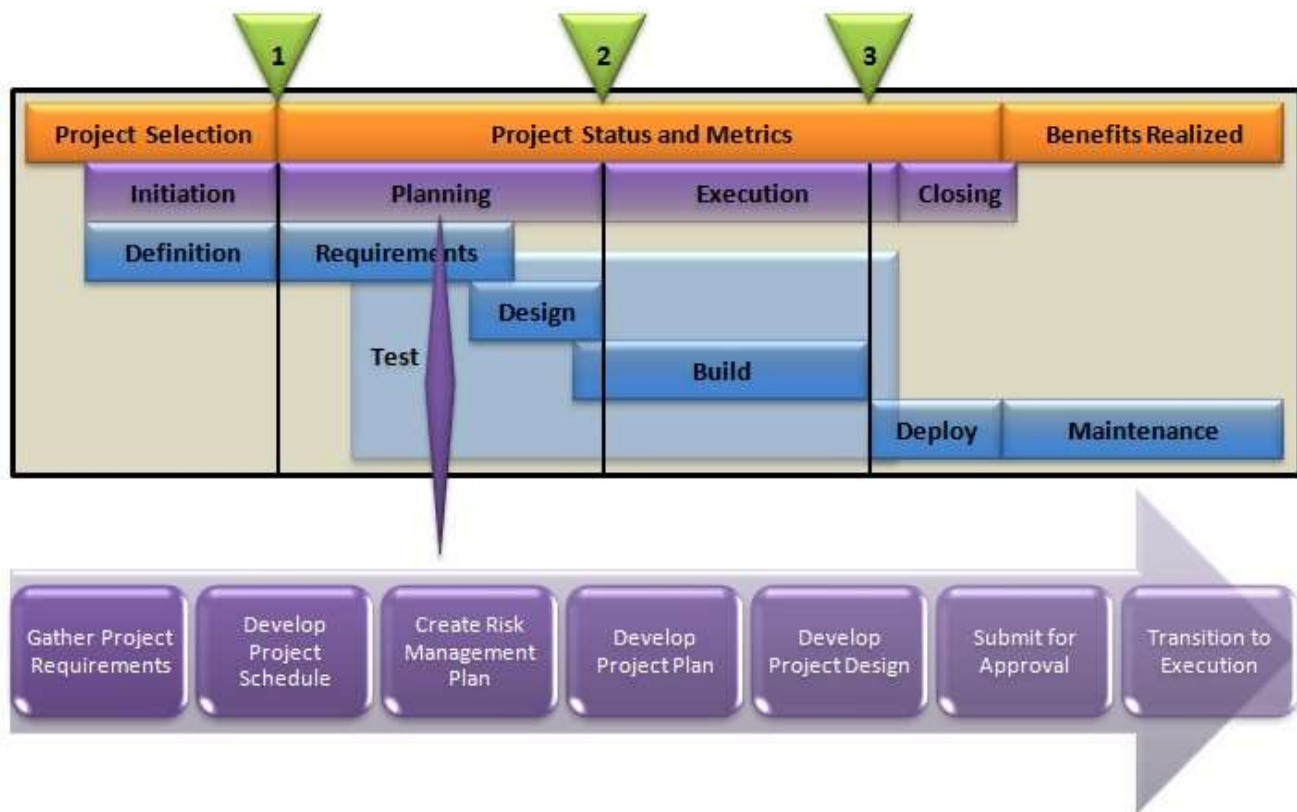 1
2
3
Project Selection
Project Status and Metrics
Benefits Realized
Initiation
Planning
Execution
Closing
Definition
Requirements
Design
Test
Build
Deploy
Maintenance
Gather Project
Requirements
Develop
Project
Schedule
Create Risk
Management
Plan
Develop
Project Plan
Develop
Project Design
Submit for
Approval
Transition to
Execution